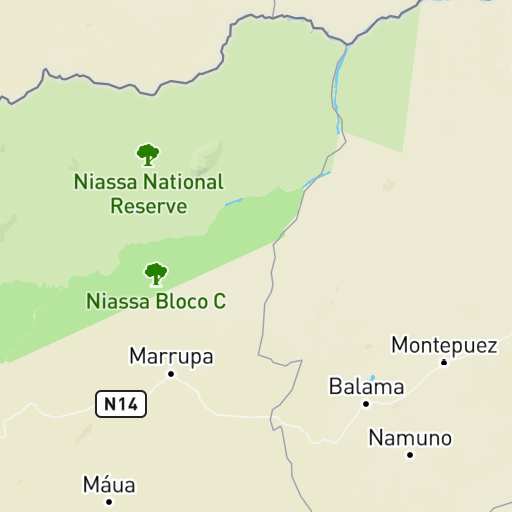 Niassa National
Reserve
Niassa Bloco C
Marrupa
Montepuez
Balama
N14
Namuno
Máua